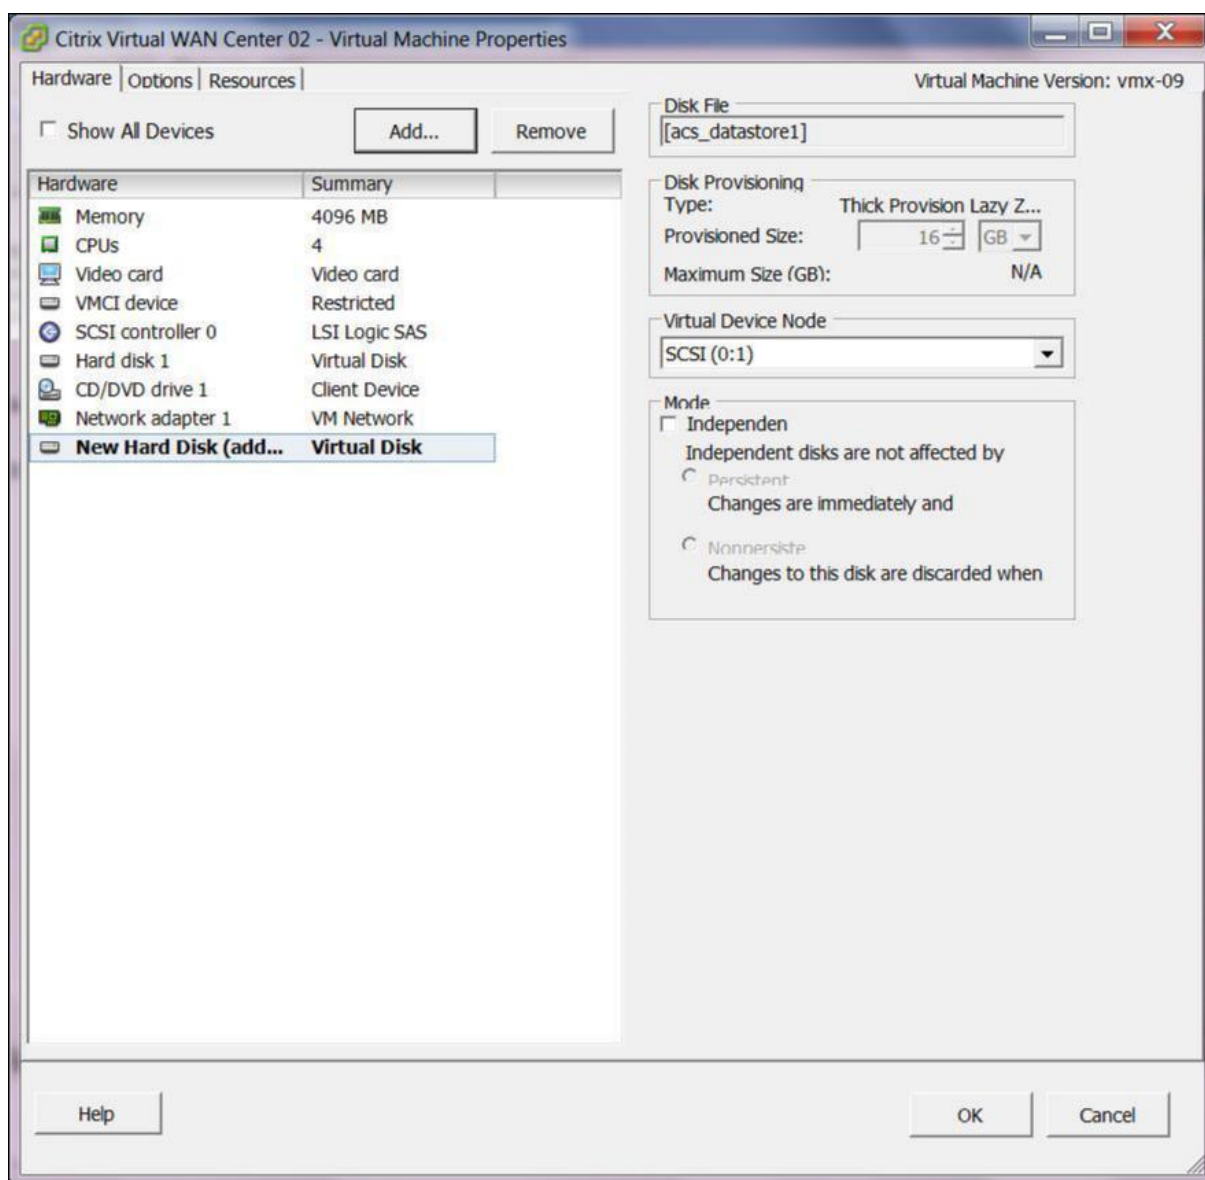 Citrix Virtual WAN Center 02 - Virtual Machine Properties
Hardware Options Resources
Virtual Machine Version: vmx-09
Show All Devices
Add...
Remove
Hardware Summary
Memory 4096 MB
CPUs 4
Video card Video card
VMCI device Restricted
SCSI controller 0 LSI Logic SAS
Hard disk 1 Virtual Disk
CD/DVD drive 1 Client Device
Network adapter 1 VM Network
New Hard Disk (add... Virtual Disk
Disk File
[acs_datastore1]
Disk Provisioning
Type: Thick Provision Lazy Z...
Provisioned Size: 16 GB
Maximum Size (GB): N/A
Virtual Device Node
SCSI (0:1)
Mode
Independen
Independent disks are not affected by
Persistent
Changes are immediately and
Nonpersiste
Changes to this disk are discarded when
Help
OK
Cancel